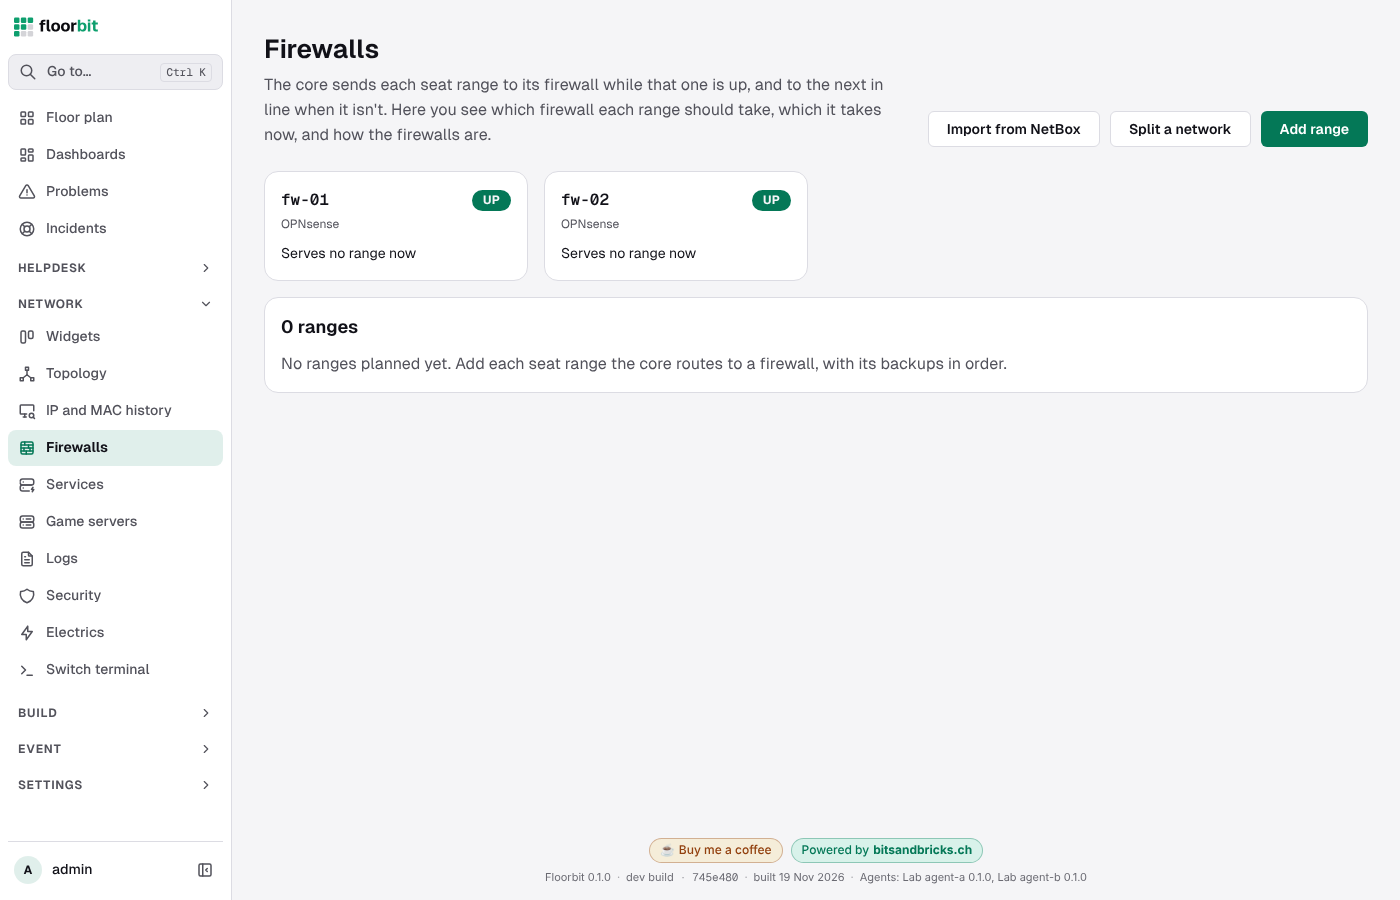 floorbit
Go to...
Ctrl K
Floor plan
Dashboards
Problems
Incidents
HELPDESK
NETWORK
Widgets
Topology
IP and MAC history
Firewalls
Services
Game servers
Logs
Security
Electrics
Switch terminal
BUILD
EVENT
SETTINGS
A
admin
Firewalls
The core sends each seat range to its firewall while that one is up, and to the next in
line when it isn't. Here you see which firewall each range should take, which it takes
now, and how the firewalls are.
Import from NetBox
Split a network
Add range
fw-01
UP
OPNsense
Serves no range now
fw-02
UP
OPNsense
Serves no range now
0 ranges
No ranges planned yet. Add each seat range the core routes to a firewall, with its backups in order.
☕ Buy me a coffee
Powered by bitsandbricks.ch
Floorbit 0.1.0 · dev build · 745e480 · built 19 Nov 2026 · Agents: Lab agent-a 0.1.0, Lab agent-b 0.1.0